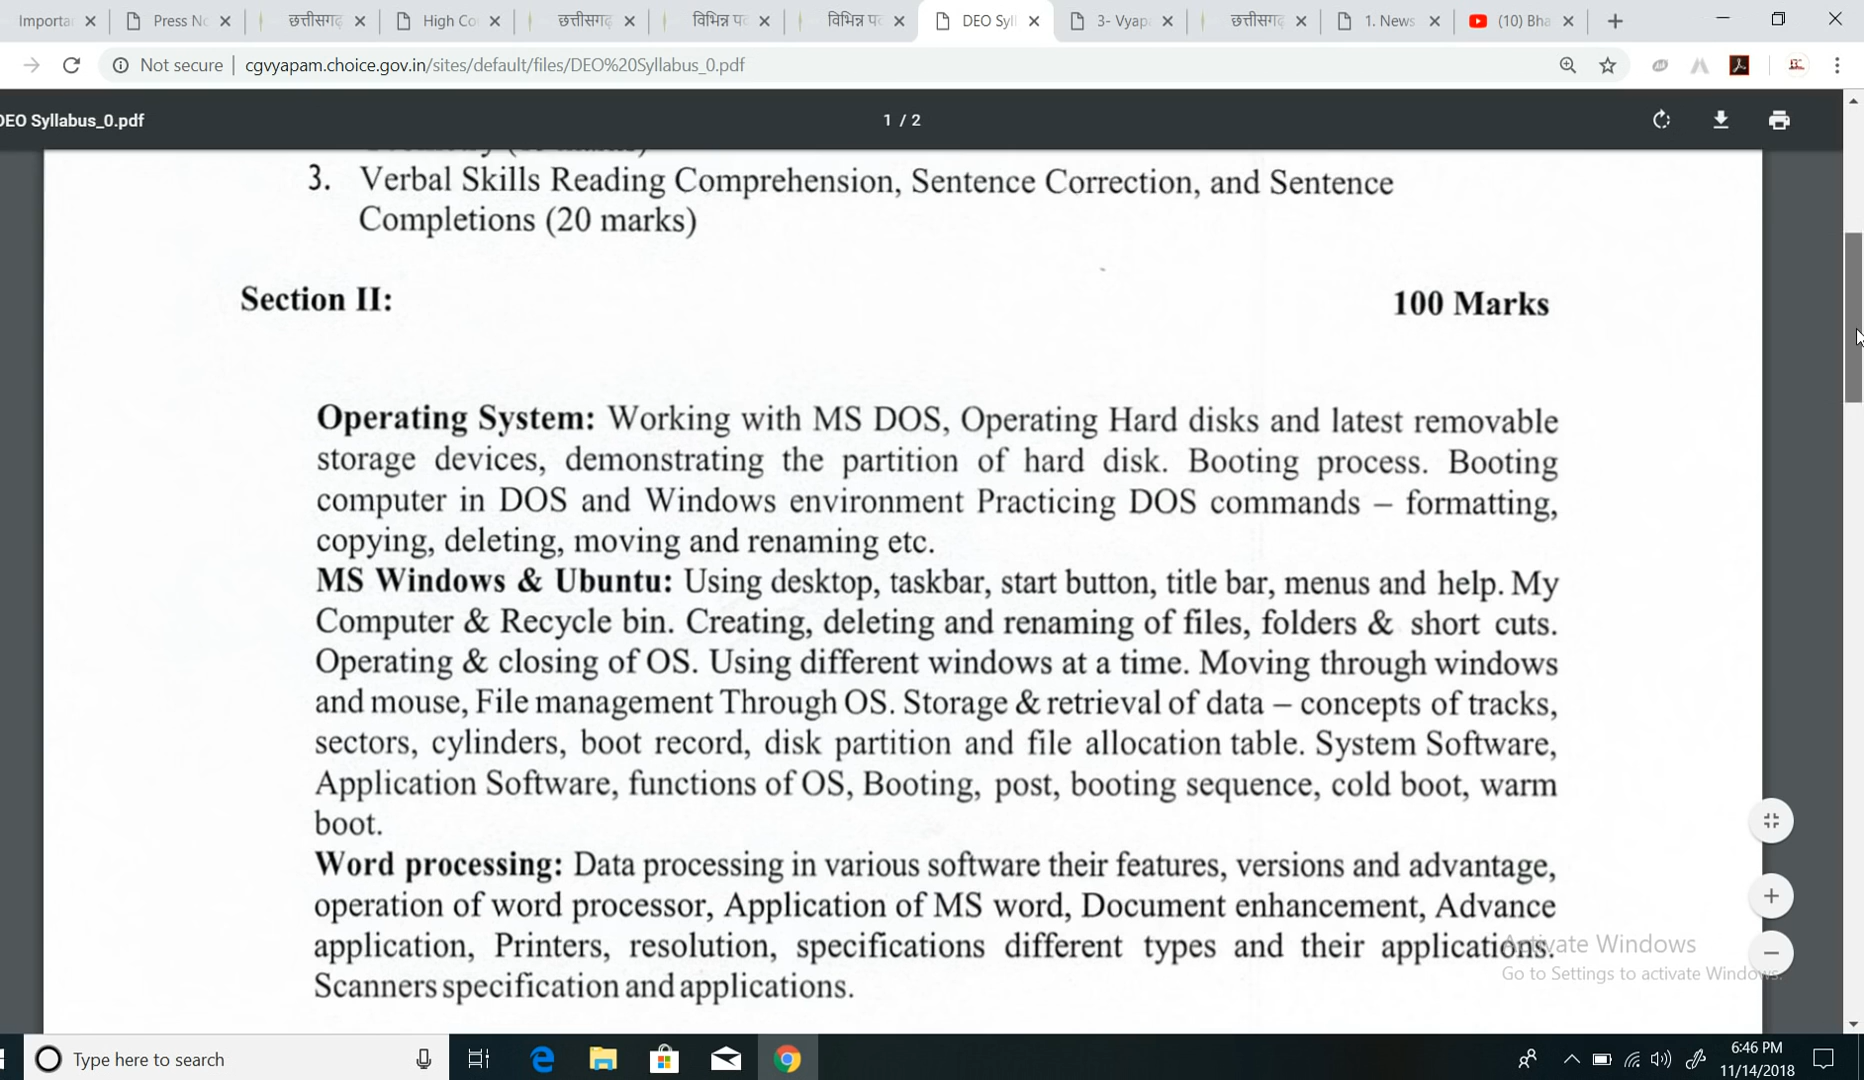 Importa
Press N
छत्तीसगढ़
High Co
छत्तीसगढ़
विभिन्न पद
विभिन्न पद
DEO Syll
3- Vyap
छत्तीसगढ़
1. News
(10) Bha
Not secure
cgvyapam.choice.gov.in/sites/default/files/DEO%20Syllabus_0.pdf
DEO Syllabus_0.pdf
1 / 2
3. Verbal Skills Reading Comprehension, Sentence Correction, and Sentence
Completions (20 marks)
Section II:
100 Marks
Operating System: Working with MS DOS, Operating Hard disks and latest removable
storage devices, demonstrating the partition of hard disk. Booting process. Booting
computer in DOS and Windows environment Practicing DOS commands – formatting,
copying, deleting, moving and renaming etc.
MS Windows & Ubuntu: Using desktop, taskbar, start button, title bar, menus and help. My
Computer & Recycle bin. Creating, deleting and renaming of files, folders & short cuts.
Operating & closing of OS. Using different windows at a time. Moving through windows
and mouse, File management Through OS. Storage & retrieval of data – concepts of tracks,
sectors, cylinders, boot record, disk partition and file allocation table. System Software,
Application Software, functions of OS, Booting, post, booting sequence, cold boot, warm
boot.
Word processing: Data processing in various software their features, versions and advantage,
operation of word processor, Application of MS word, Document enhancement, Advance
application, Printers, resolution, specifications different types and their applications.
Scanners specification and applications.
Activate Windows
Go to Settings to activate Windows.
Type here to search
6:46 PM
11/14/2018